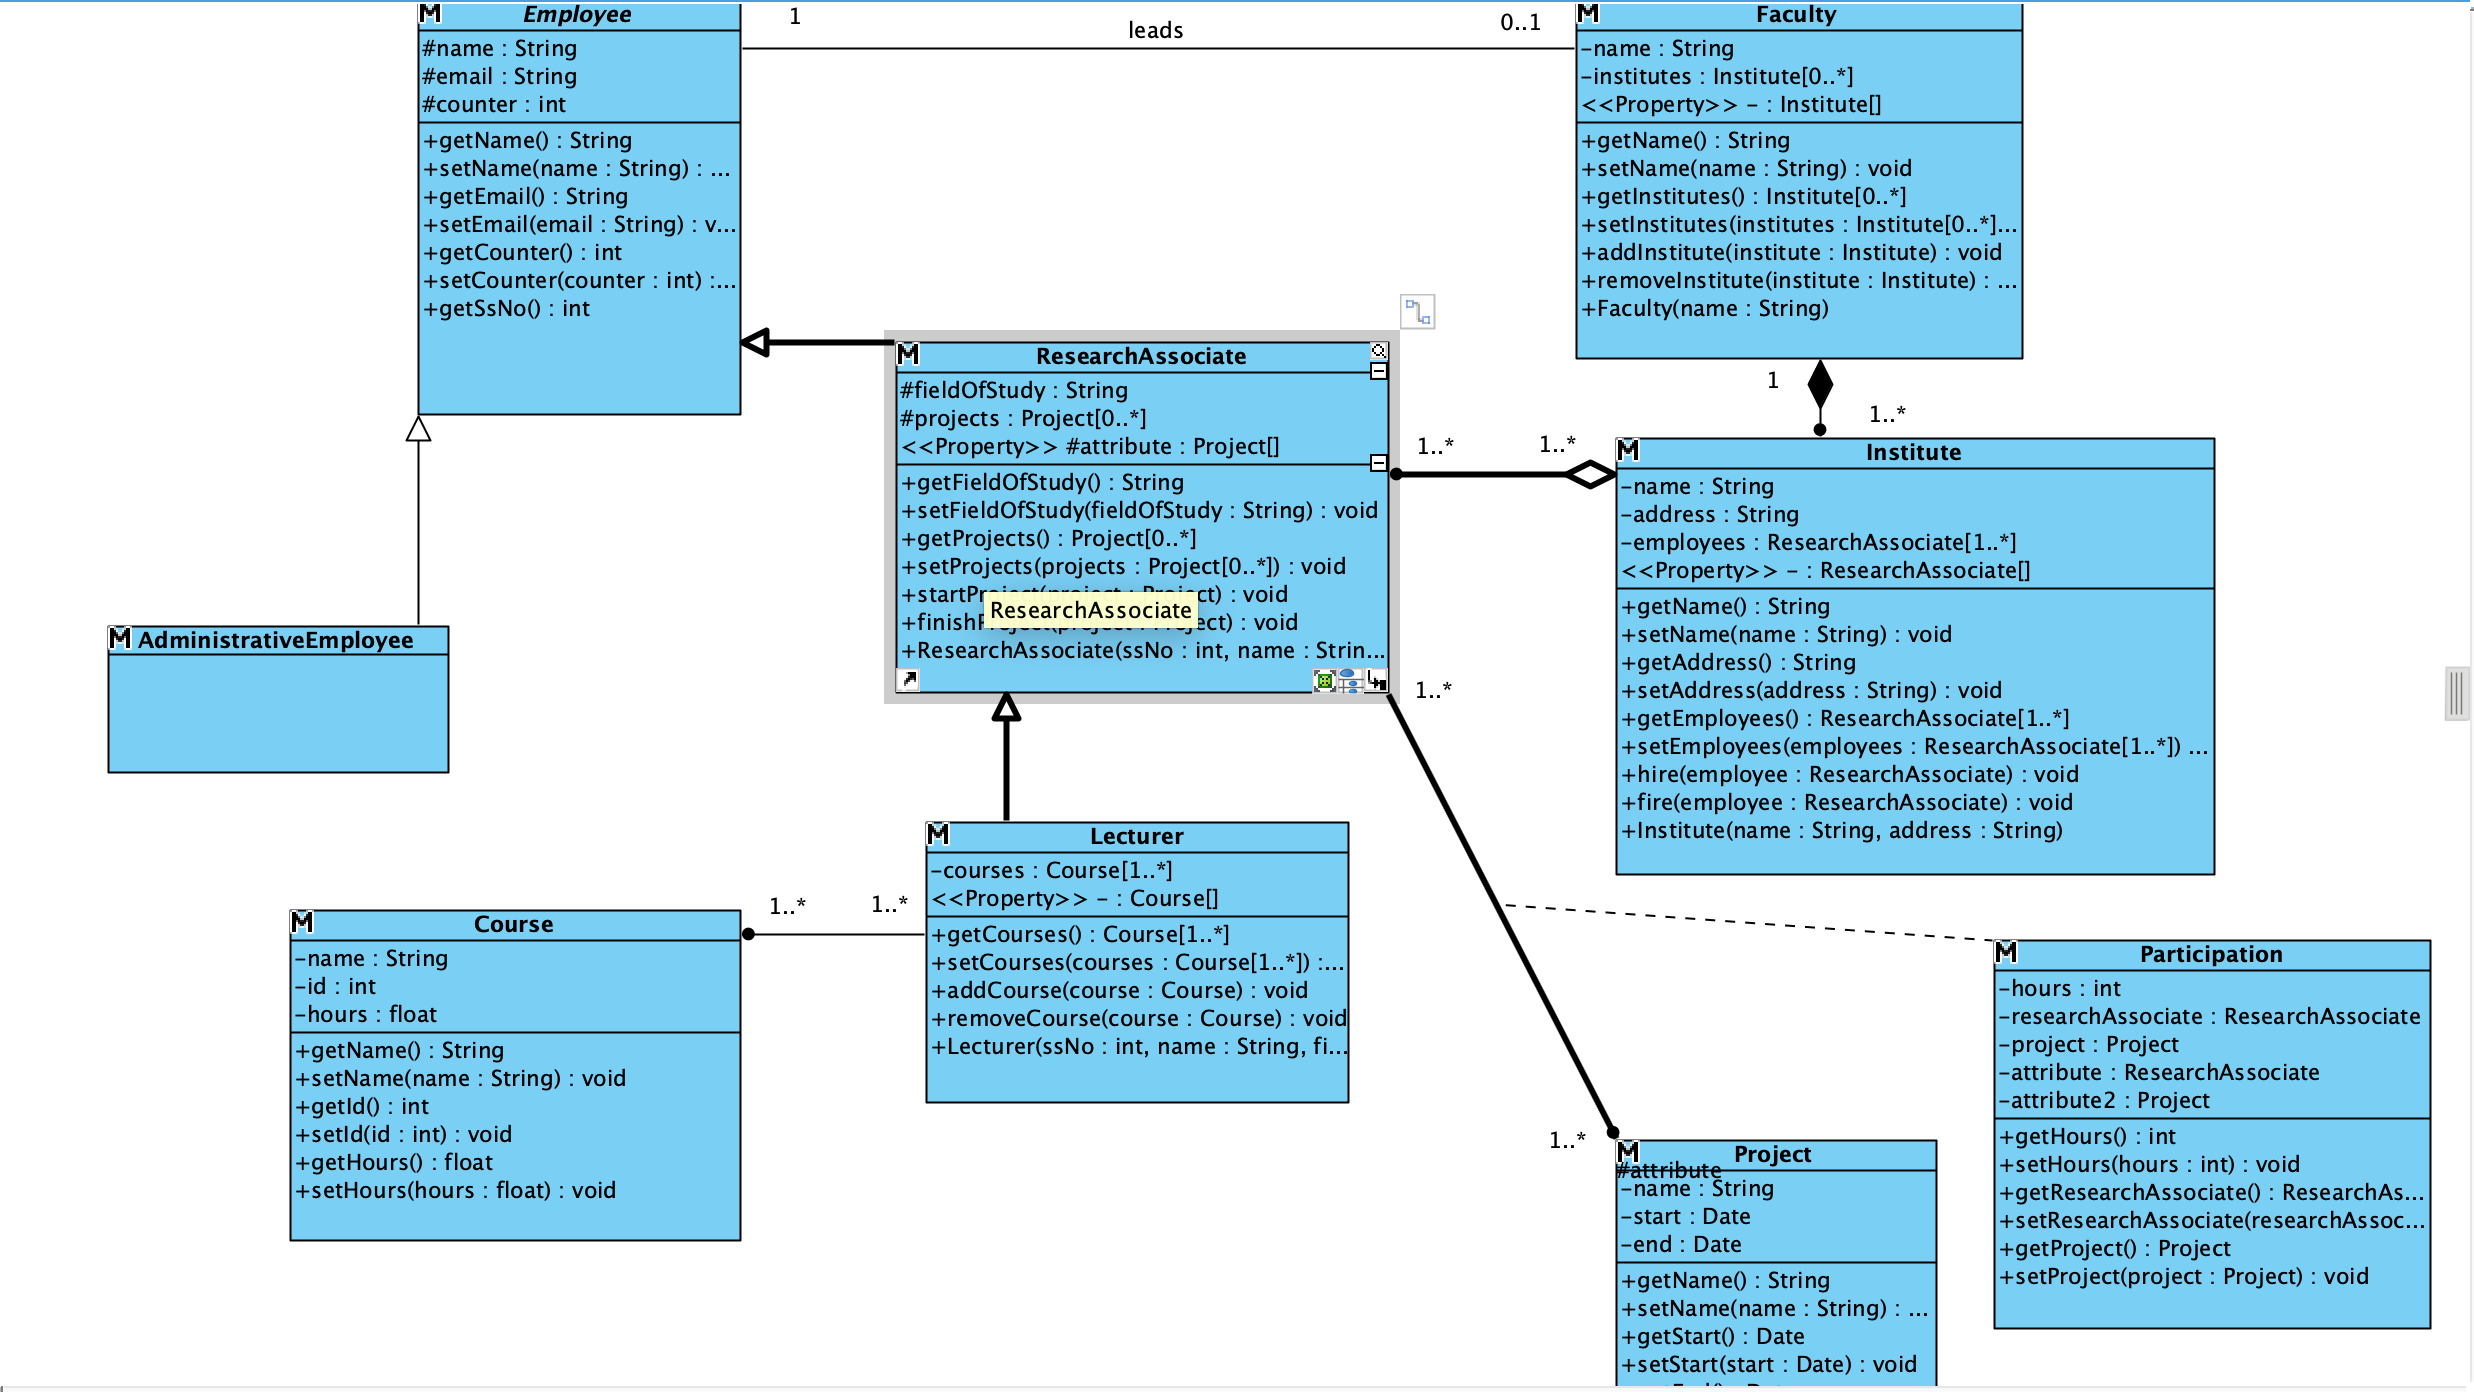 Employee
#name : String
#email : String
#counter : int
+getName() : String
+setName(name : String) : ...
+getEmail() : String
+setEmail(email : String) : v...
+getCounter() : int
+setCounter(counter : int) :...
+getSsNo() : int
1
leads
0..1
Faculty
-name : String
-institutes : Institute[0..*]
<<Property>> - : Institute[]
+getName() : String
+setName(name : String) : void
+getInstitutes() : Institute[0..*]
+setInstitutes(institutes : Institute[0..*]...
+addInstitute(institute : Institute) : void
+removeInstitute(institute : Institute) : ...
+Faculty(name : String)
1
1..*
ResearchAssociate
#fieldOfStudy : String
#projects : Project[0..*]
<<Property>> #attribute : Project[]
+getFieldOfStudy() : String
+setFieldOfStudy(fieldOfStudy : String) : void
+getProjects() : Project[0..*]
+setProjects(projects : Project[0..*]) : void
+startProject(project : Project) : void
ResearchAssociate
+finishProject(project : Project) : void
+ResearchAssociate(ssNo : int, name : Strin...
1..*
1..*
Institute
-name : String
-address : String
-employees : ResearchAssociate[1..*]
<<Property>> - : ResearchAssociate[]
+getName() : String
+setName(name : String) : void
+getAddress() : String
+setAddress(address : String) : void
+getEmployees() : ResearchAssociate[1..*]
+setEmployees(employees : ResearchAssociate[1..*]) ...
+hire(employee : ResearchAssociate) : void
+fire(employee : ResearchAssociate) : void
+Institute(name : String, address : String)
AdministrativeEmployee
1..*
Lecturer
-courses : Course[1..*]
<<Property>> - : Course[]
+getCourses() : Course[1..*]
+setCourses(courses : Course[1..*]) :...
+addCourse(course : Course) : void
+removeCourse(course : Course) : void
+Lecturer(ssNo : int, name : String, fi...
1..*
1..*
Course
-name : String
-id : int
-hours : float
+getName() : String
+setName(name : String) : void
+getId() : int
+setId(id : int) : void
+getHours() : float
+setHours(hours : float) : void
Participation
-hours : int
-researchAssociate : ResearchAssociate
-project : Project
-attribute : ResearchAssociate
-attribute2 : Project
+getHours() : int
+setHours(hours : int) : void
+getResearchAssociate() : ResearchAs...
+setResearchAssociate(researchAssoc...
+getProject() : Project
+setProject(project : Project) : void
1..*
Project
#attribute
-name : String
-start : Date
-end : Date
+getName() : String
+setName(name : String) : ...
+getStart() : Date
+setStart(start : Date) : void